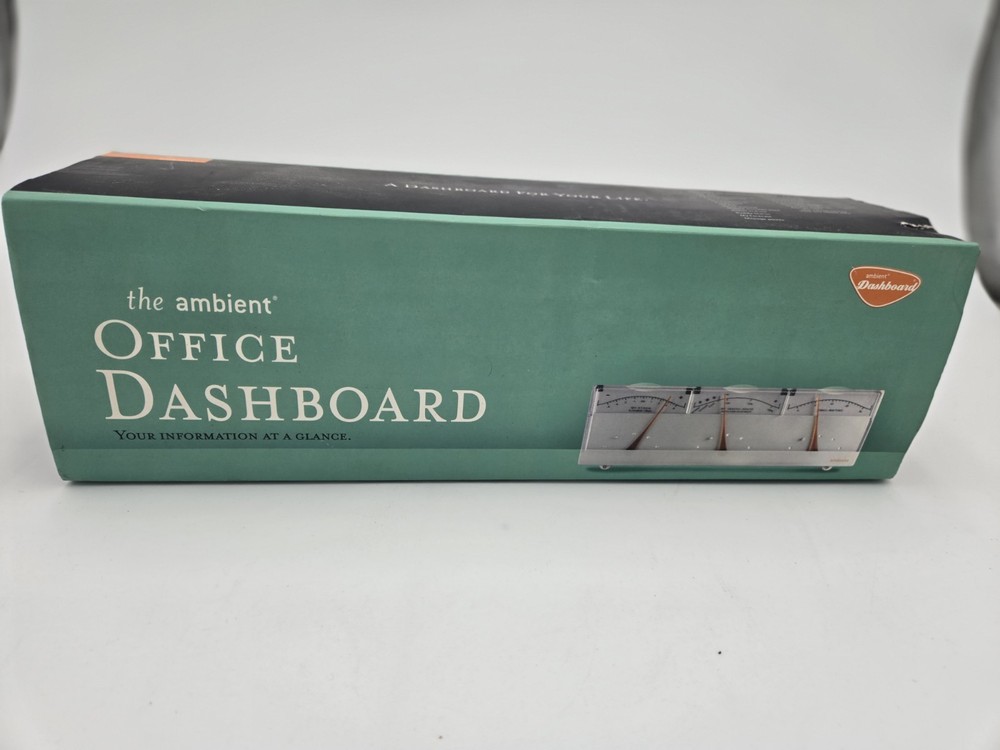 A DASHBOARD FOR YOUR LIFE.
the ambient®
OFFICE
DASHBOARD
YOUR INFORMATION AT A GLANCE.
ambient®
Dashboard